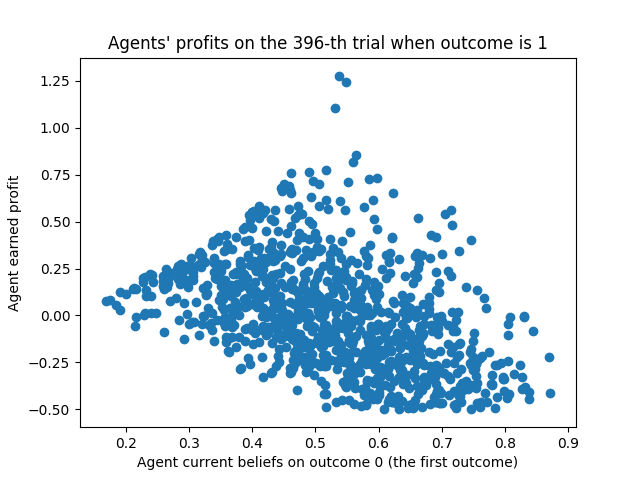 Agents' profits on the 396-th trial when outcome is 1
Agent earned profit
1.25
1.00
0.75
0.50
0.25
0.00
−0.25
−0.50
0.2 0.3 0.4 0.5 0.6 0.7 0.8 0.9
Agent current beliefs on outcome 0 (the first outcome)